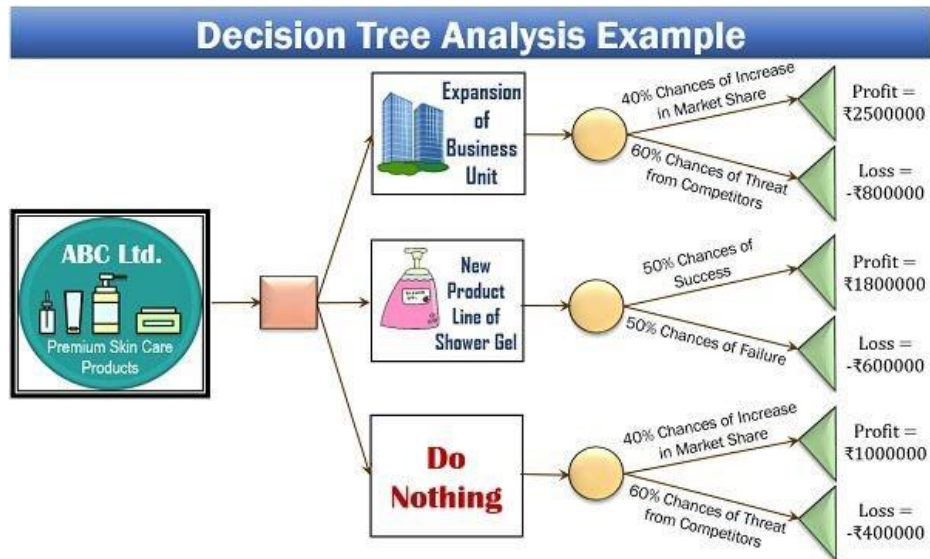 Decision Tree Analysis Example
ABC Ltd.
Premium Skin Care
Products
Expansion
of
Business
Unit
40% Chances of Increase
in Market Share
Profit =
₹2500000
60% Chances of Threat
from Competitors
Loss =
-₹800000
New
Product
Line of
Shower Gel
50% Chances of
Success
Profit =
₹1800000
50% Chances of Failure
Loss =
-₹600000
Do
Nothing
40% Chances of Increase
in Market Share
Profit =
₹1000000
60% Chances of Threat
from Competitors
Loss =
-₹400000